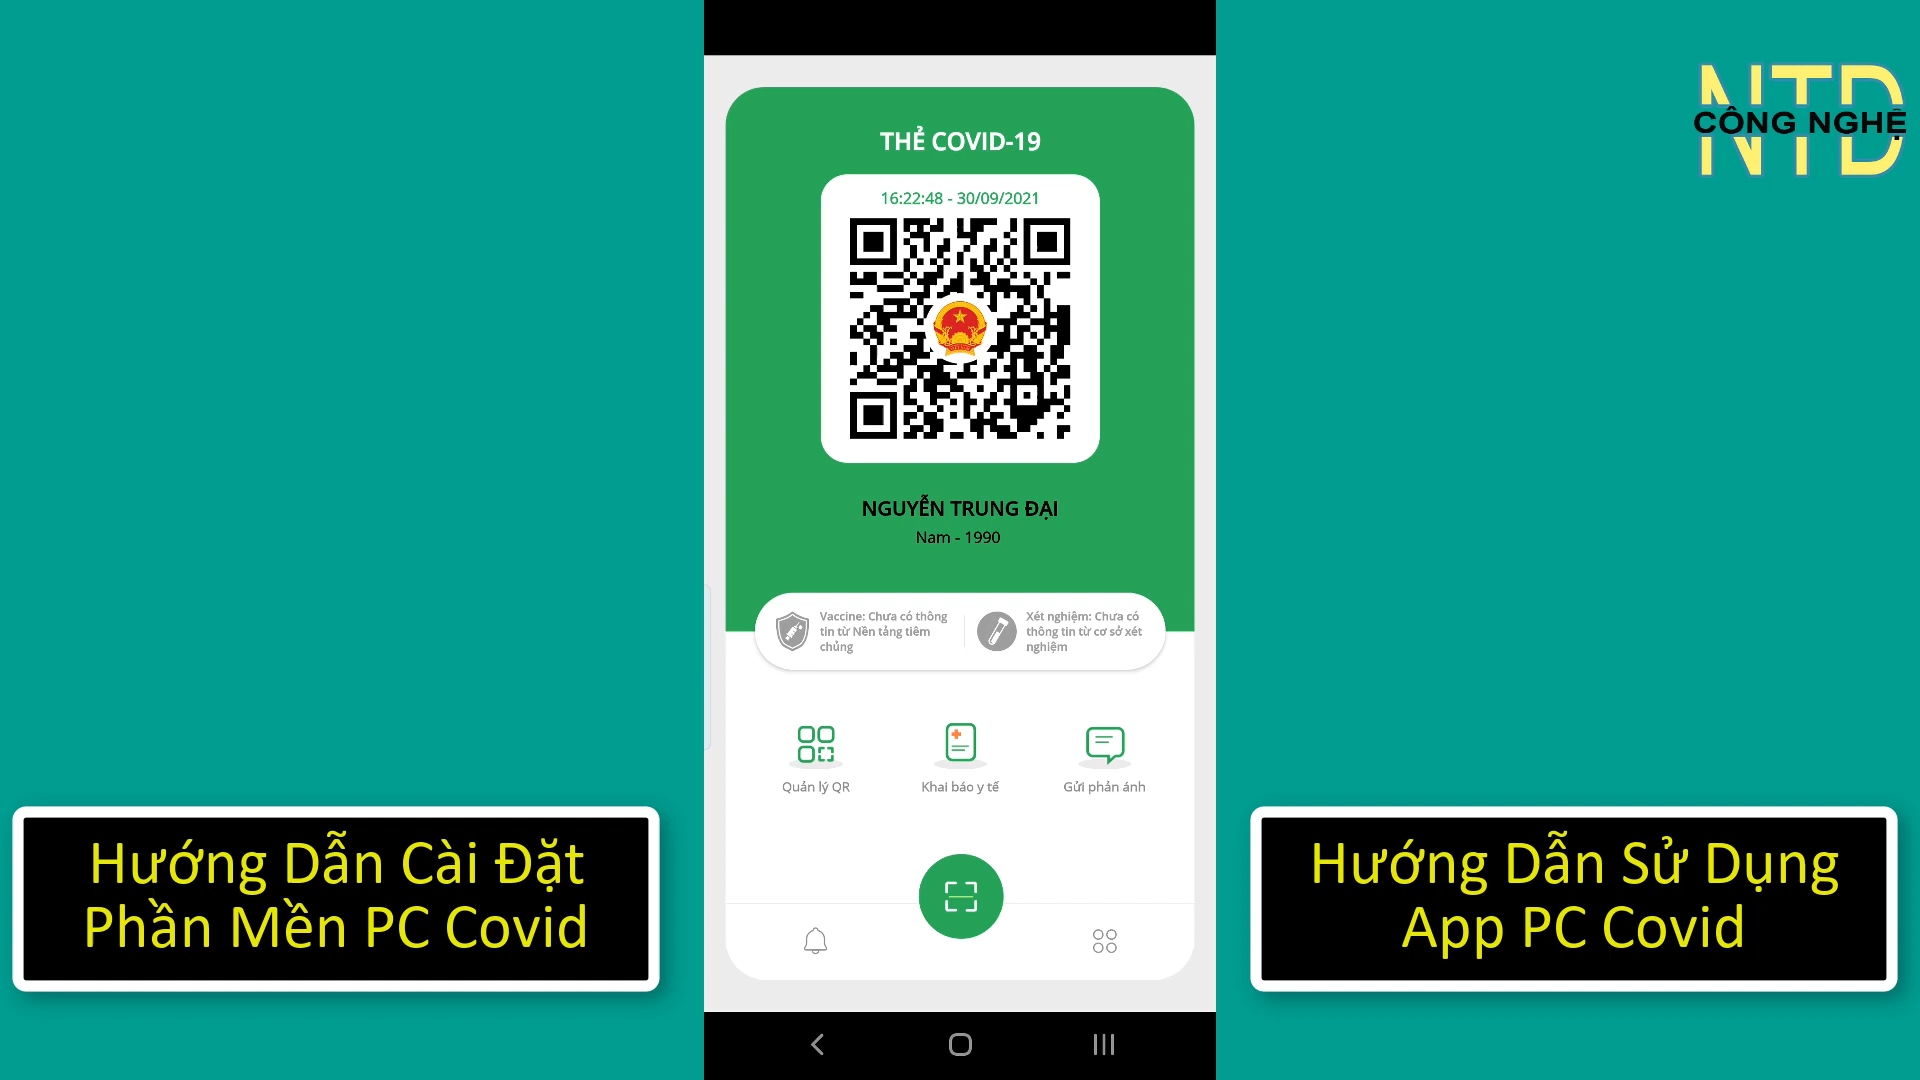 NTD
CÔNG NGHỆ
THẺ COVID-19
16:22:48 - 30/09/2021
NGUYỄN TRUNG ĐẠI
Nam - 1990
Vaccine: Chưa có thông
tin từ Nền tảng tiêm
chủng
Xét nghiệm: Chưa có
thông tin từ cơ sở xét
nghiệm
Quản lý QR
Khai báo y tế
Gửi phản ánh
Hướng Dẫn Cài Đặt
Phần Mền PC Covid
Hướng Dẫn Sử Dụng
App PC Covid